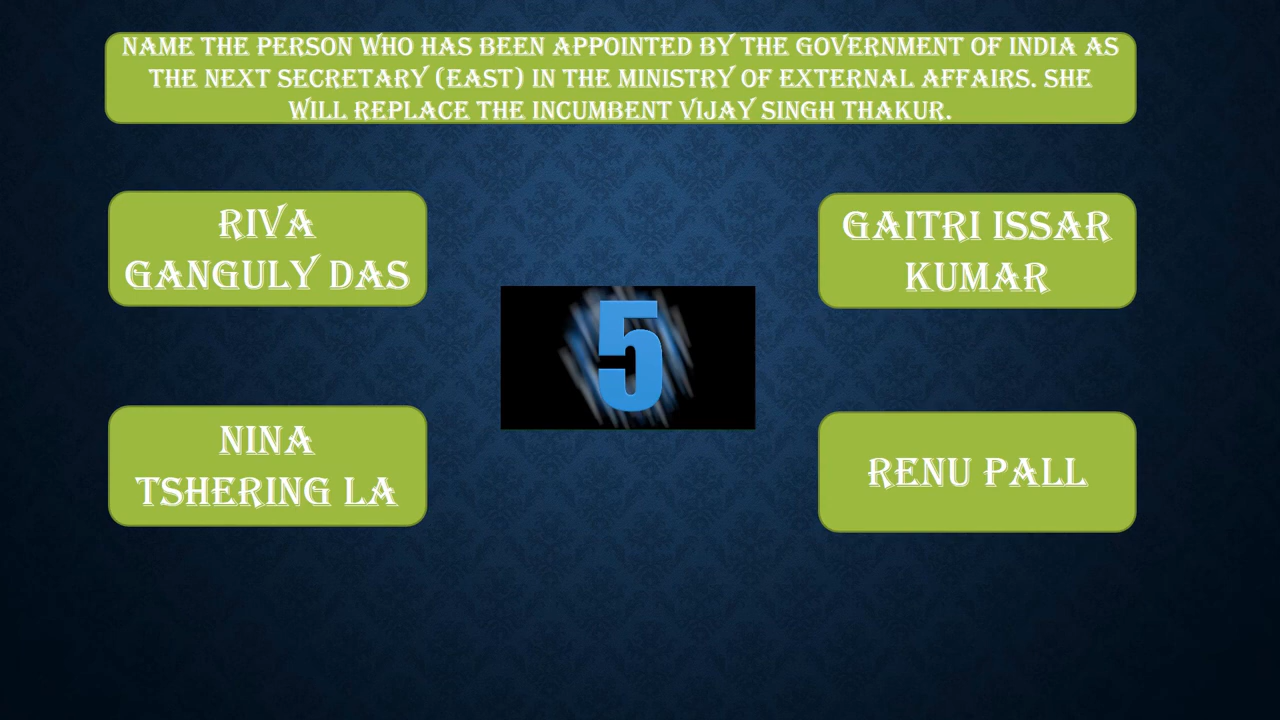 NAME THE PERSON WHO HAS BEEN APPOINTED BY THE GOVERNMENT OF INDIA AS
THE NEXT SECRETARY (EAST) IN THE MINISTRY OF EXTERNAL AFFAIRS. SHE
WILL REPLACE THE INCUMBENT VIJAY SINGH THAKUR.
RIVA
GANGULY DAS
GAITRI ISSAR
KUMAR
5
NINA
TSHERING LA
RENU PALL